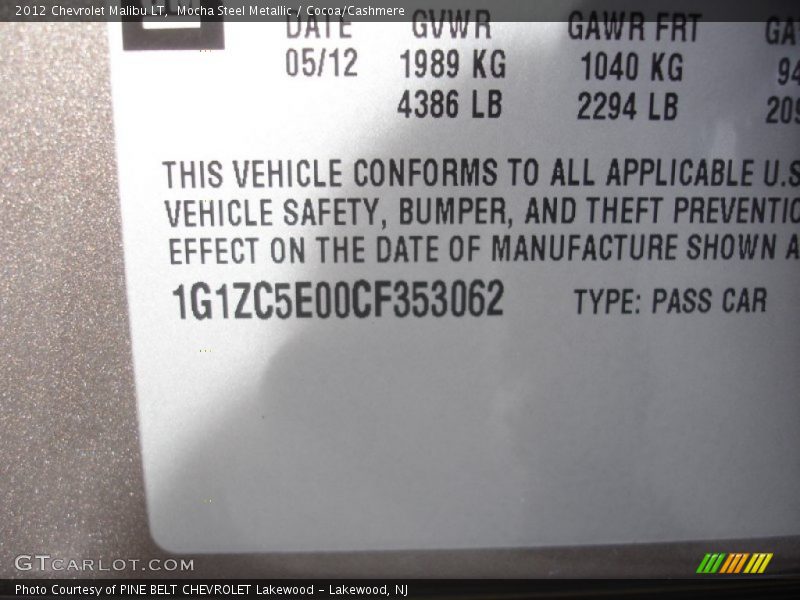 2012 Chevrolet Malibu LT, Mocha Steel Metallic / Cocoa/Cashmere
DATE GVWR GAWR FRT
05/12 1989 KG 1040 KG
4386 LB 2294 LB
THIS VEHICLE CONFORMS TO ALL APPLICABLE U.S
VEHICLE SAFETY, BUMPER, AND THEFT
EFFECT ON THE DATE OF MANUFACTURE SHOWN
1G1ZC5E00CF353062 TYPE: PASS CAR
GTCARLOT.COM
Photo Courtesy of PINE BELT CHEVROLET Lakewood - Lakewood, NJ